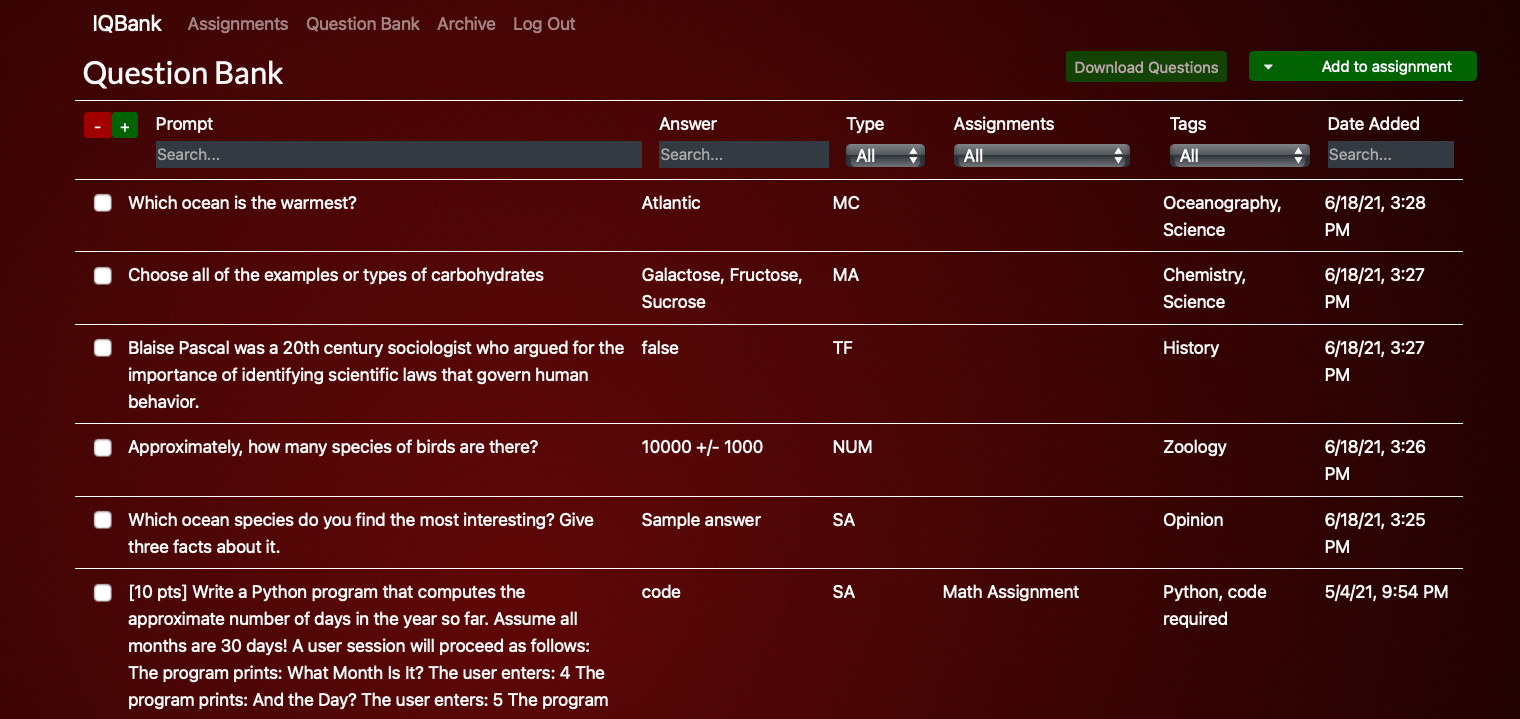 IQBank Assignments Question Bank Archive Log Out
Question Bank
Download Questions
Add to assignment
- + Prompt Answer Type Assignments Tags Date Added
Search... Search... All All All Search...
Which ocean is the warmest? Atlantic MC Oceanography, 6/18/21, 3:28
Science PM
Choose all of the examples or types of carbohydrates Galactose, Fructose, MA Chemistry, 6/18/21, 3:27
Sucrose Science PM
Blaise Pascal was a 20th century sociologist who argued for the false TF History 6/18/21, 3:27
importance of identifying scientific laws that govern human PM
behavior.
Approximately, how many species of birds are there? 10000 +/- 1000 NUM Zoology 6/18/21, 3:26
PM
Which ocean species do you find the most interesting? Give Sample answer SA Opinion 6/18/21, 3:25
three facts about it. PM
[10 pts] Write a Python program that computes the code SA Math Assignment Python, code 5/4/21, 9:54 PM
approximate number of days in the year so far. Assume all required
months are 30 days! A user session will proceed as follows:
The program prints: What Month Is It? The user enters: 4 The
program prints: And the Day? The user enters: 5 The program